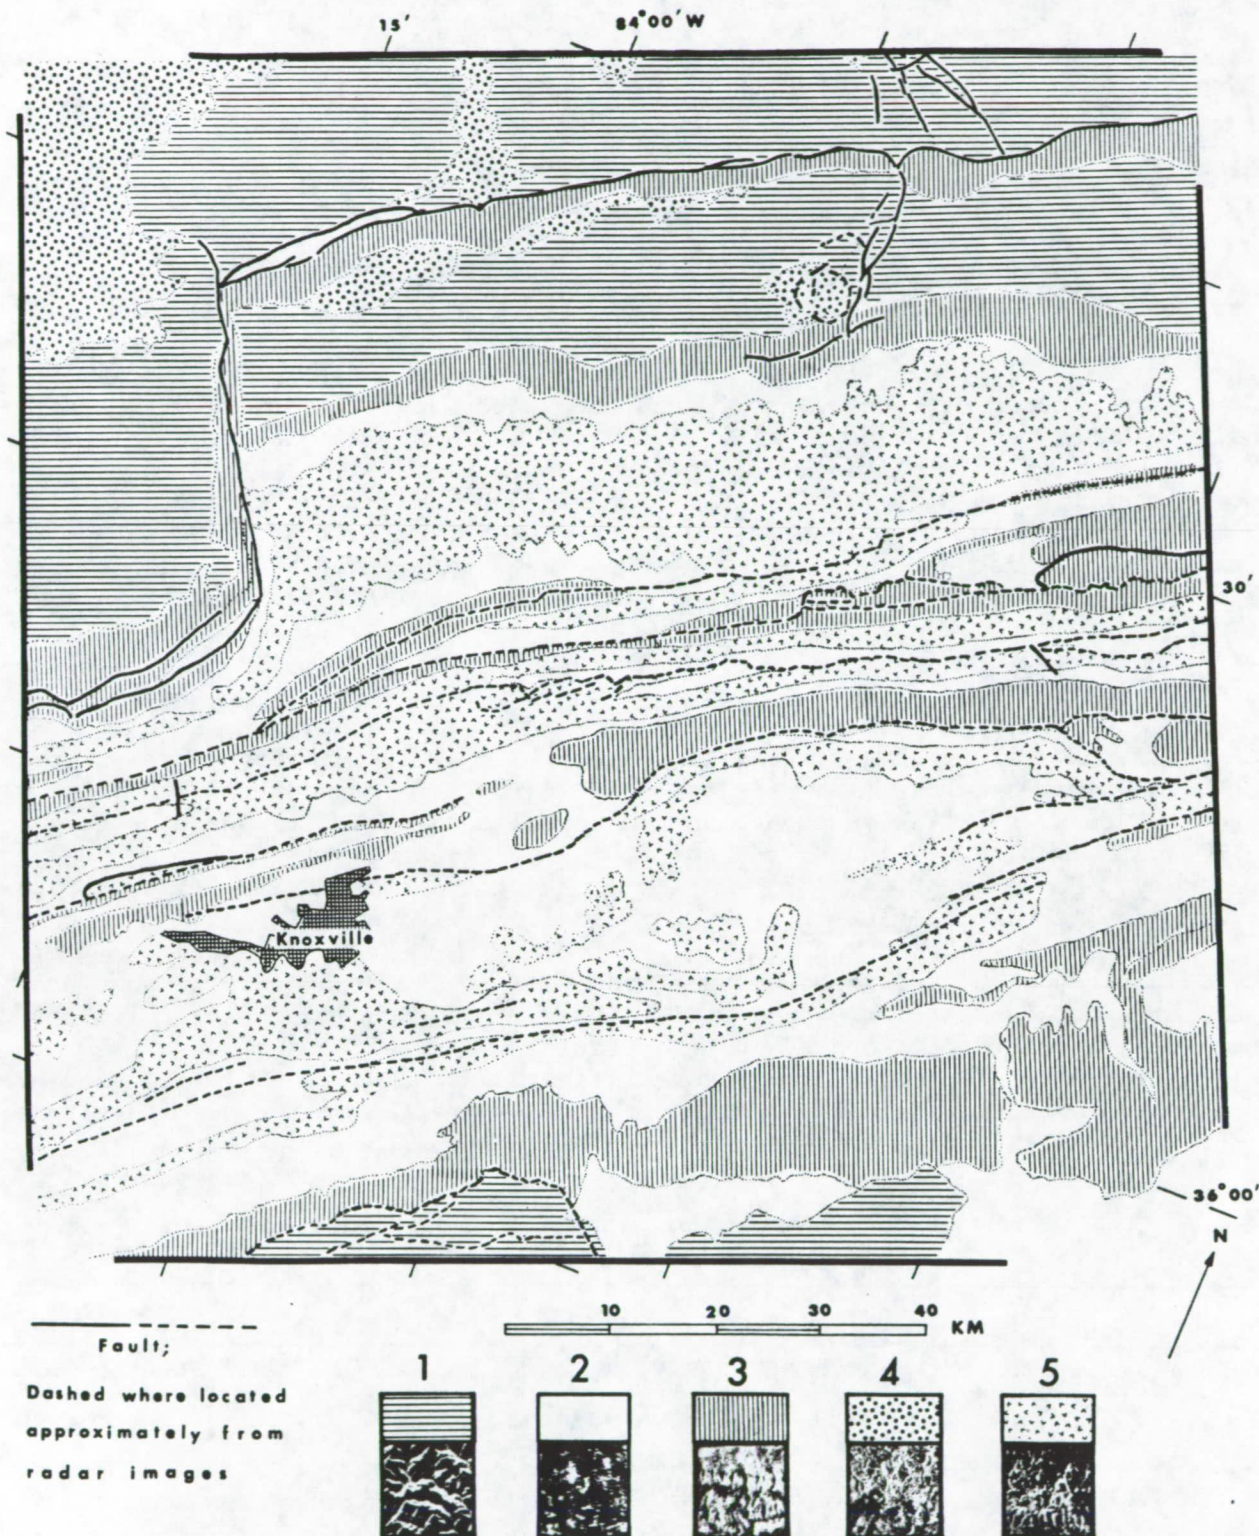 15' 84°00'W
30'
Knoxville
36°00'
N
10 20 30 40 KM
Fault;
1 2 3 4 5
Dashed where located
approximately from
radar images